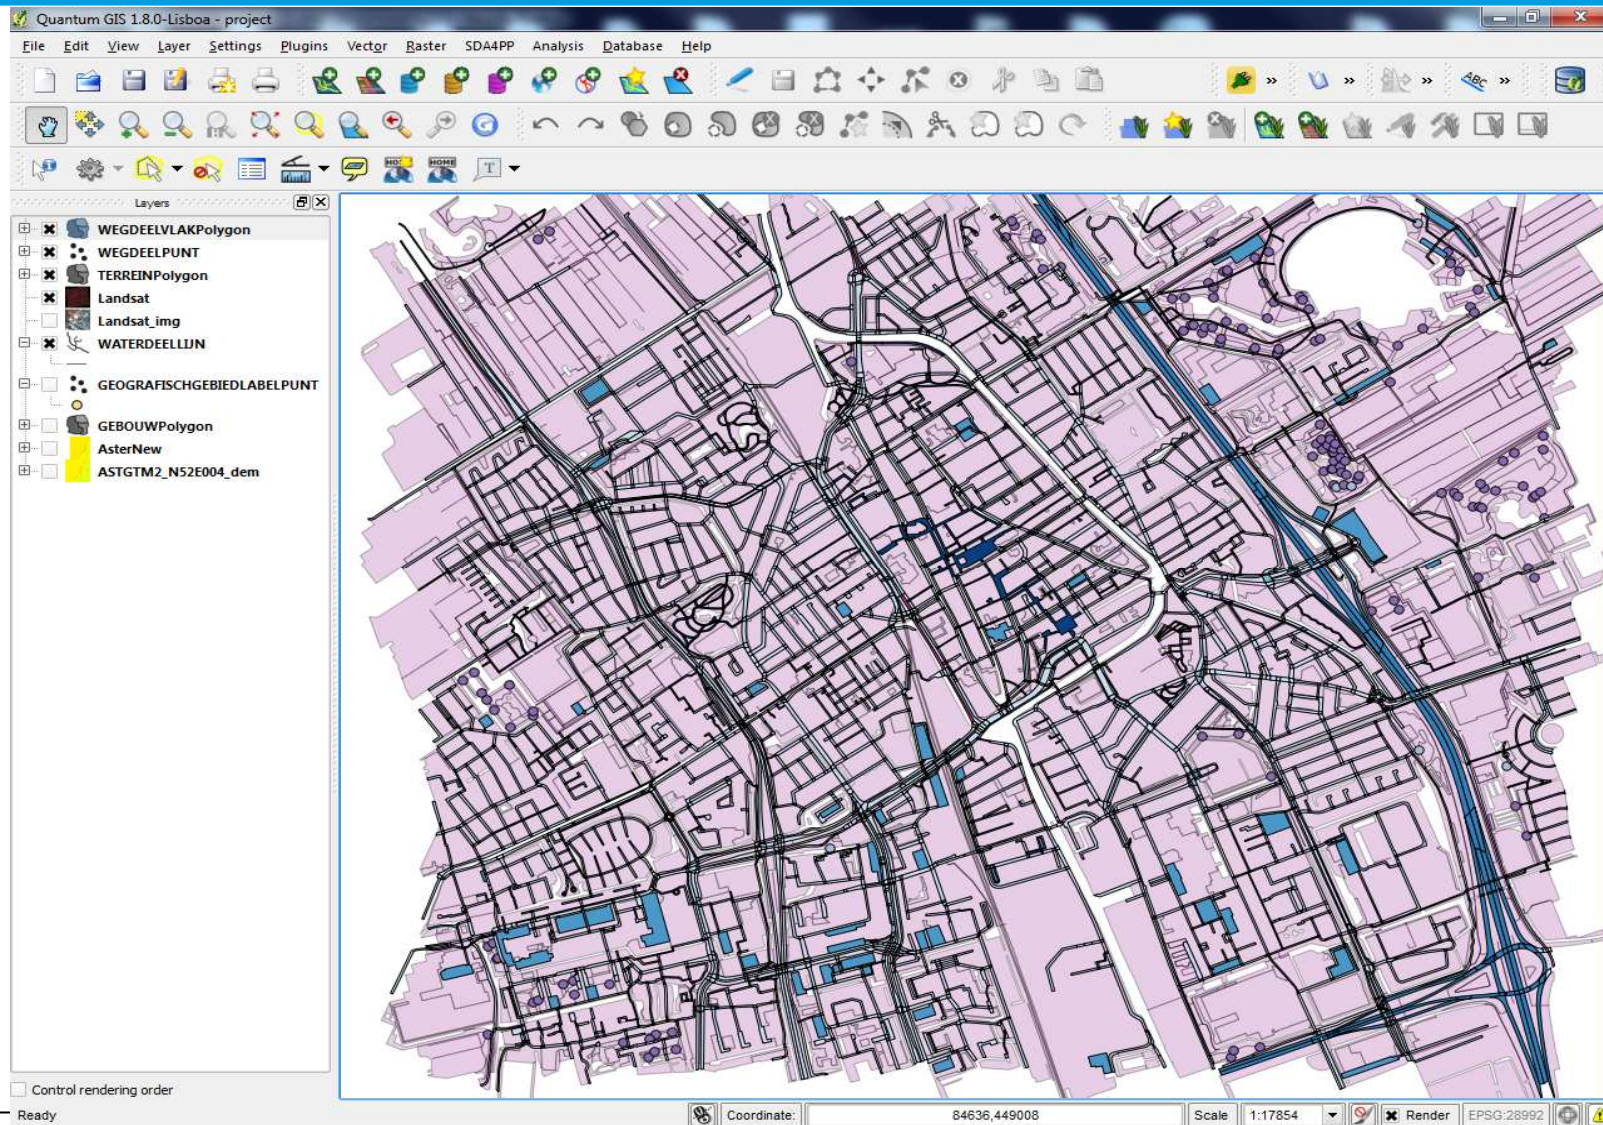 Quantum GIS 1.8.0-Lisboa - project
File Edit View Layer Settings Plugins Vector Raster SDA4PP Analysis Database Help
ABC
HOME
T
Layers
WEGDEELVLAKPolygon
WEGDEELPUNT
TERREINPolygon
Landsat
Landsat_img
WATERDEELLIJN
GEOGRAFISCHGEBIEDLABELPUNT
GEBOUWPolygon
AsterNew
ASTGTM2_N52E004_dem
Control rendering order
Ready Coordinate: 84636,449008 Scale 1:17854 Render EPSG:28992